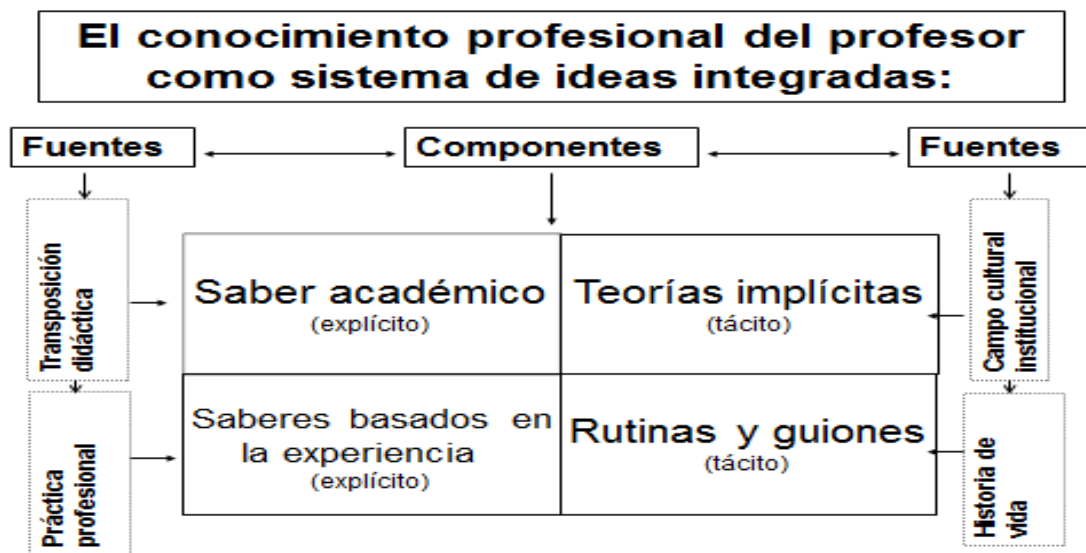 El conocimiento profesional del profesor
como sistema de ideas integradas:
Fuentes
Componentes
Fuentes
Transposición
didáctica
Saber académico
(explícito)
Teorías implícitas
(tácito)
Campo cultural
institucional
Práctica
profesional
Saberes basados en
la experiencia
(explícito)
Rutinas y guiones
(tácito)
Historia de
vida